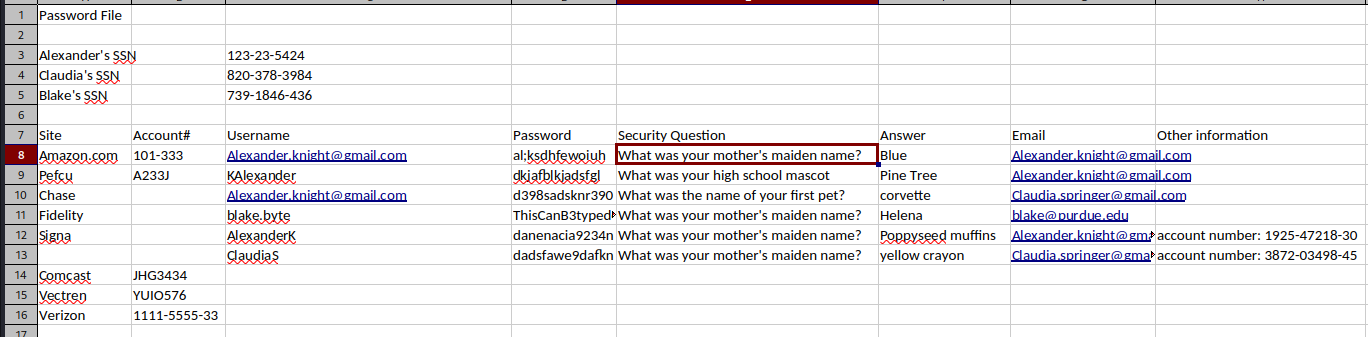 1 Password File
2
3 Alexander's SSN 123-23-5424
4 Claudia's SSN 820-378-3984
5 Blake's SSN 739-1846-436
6
7 Site Account# Username Password Security Question Answer Email Other information
8 Amazon.com 101-333 Alexander.knight@gmail.com al;ksdhfewoiuh What was your mother's maiden name? Blue Alexander.knight@gmail.com
9 Pefcu A233J KAlexander dkjafblkjadsfgl What was your high school mascot Pine Tree Alexander.knight@gmail.com
10 Chase Alexander.knight@gmail.com d398sadsknr390 What was the name of your first pet? corvette Claudia.springer@gmail.com
11 Fidelity blake.byte ThisCanB3typed What was your mother's maiden name? Helena blake@purdue.edu
12 Signa AlexanderK danenacia9234n What was your mother's maiden name? Poppyseed muffins Alexander.knight@gma account number: 1925-47218-30
13 ClaudiaS dadsfawe9dafkn What was your mother's maiden name? yellow crayon Claudia.springer@gma account number: 3872-03498-45
14 Comcast JHG3434
15 Vectren YUIO576
16 Verizon 1111-5555-33
17